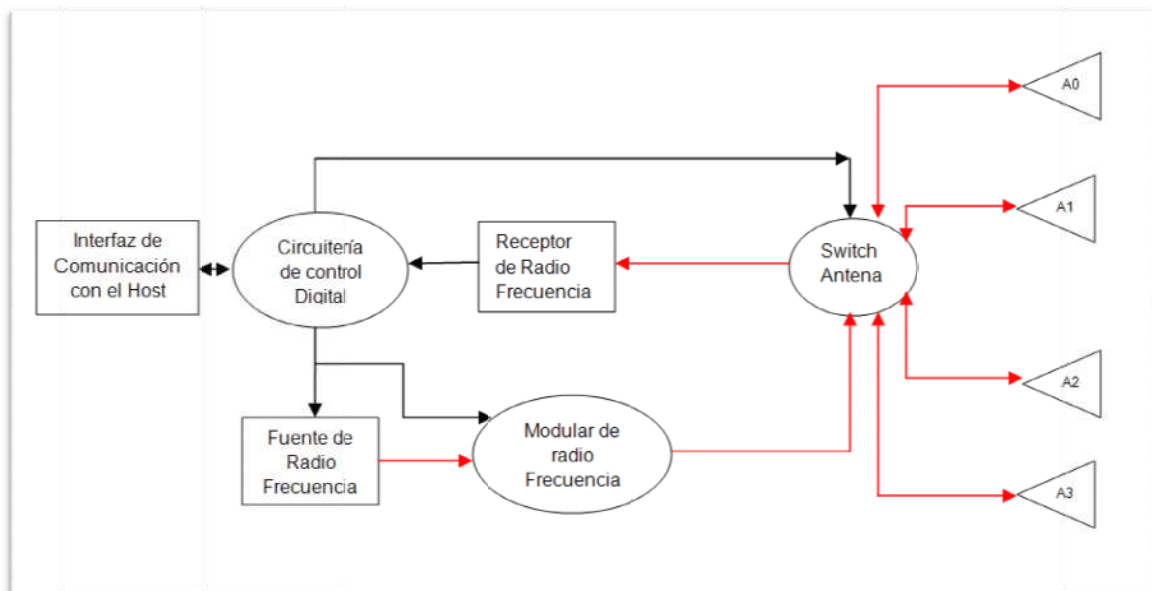 A0
A1
Interfaz de
Comunicación
con el Host
Circuitería
de control
Digital
Receptor
de Radio
Frecuencia
Switch
Antena
A2
Fuente de
Radio
Frecuencia
Modular de
radio
Frecuencia
A3